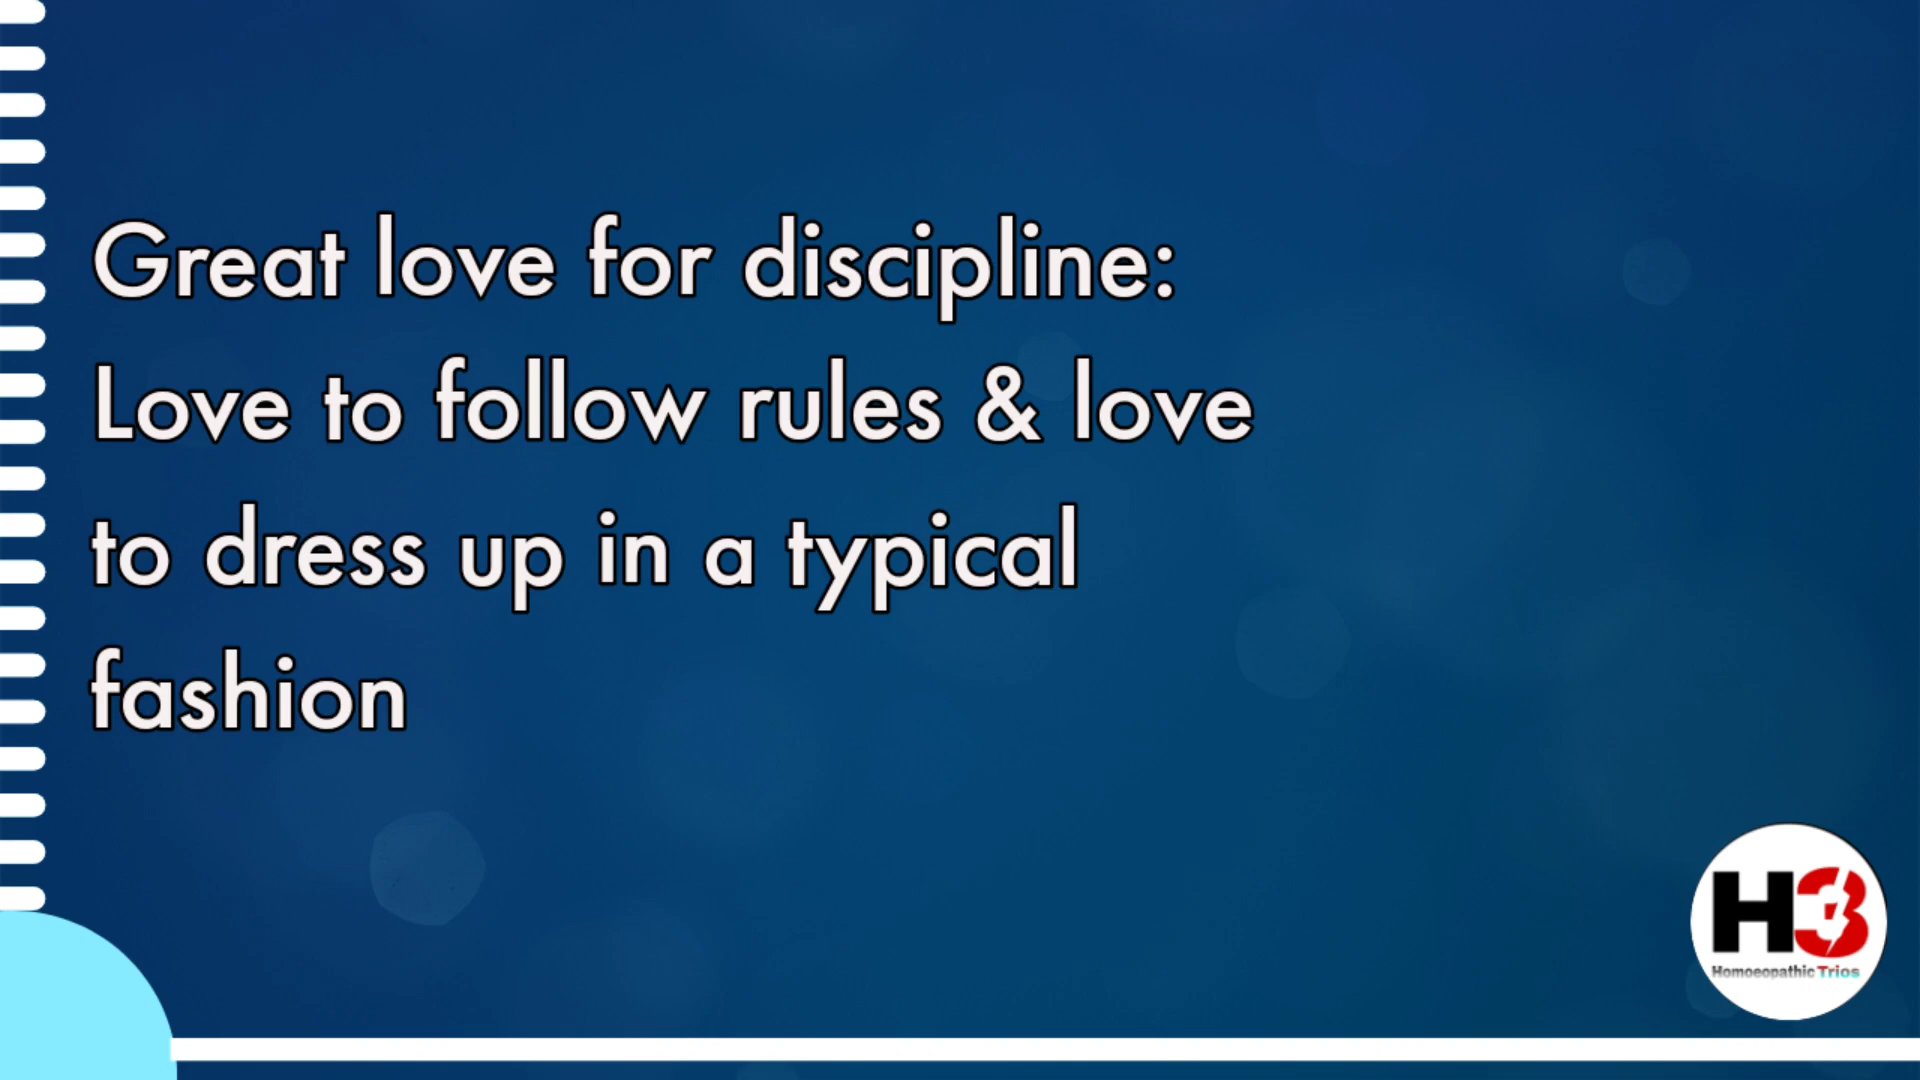 Great love for discipline:
Love to follow rules & love
to dress up in a typical
fashion
H3
Homoeopathic Trios